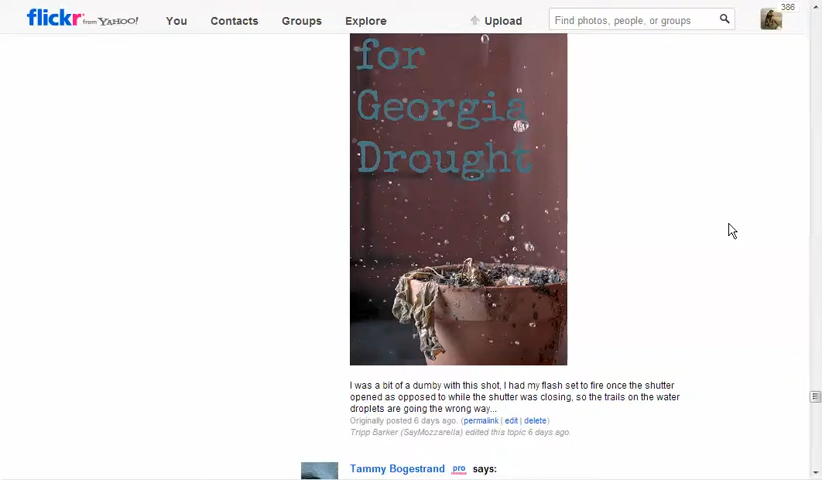 flickr from YAHOO! You Contacts Groups Explore Upload Find photos, people, or groups 386
for
Georgia
Drought
I was a bit of a dumby with this shot, I had my flash set to fire once the shutter
opened as opposed to while the shutter was closing, so the trails on the water
droplets are going the wrong way...
Originally posted 6 days ago. (permalink | edit | delete)
Tripp Barker (SayMozzarella) edited this topic 6 days ago.
Tammy Bogestrand pro says: